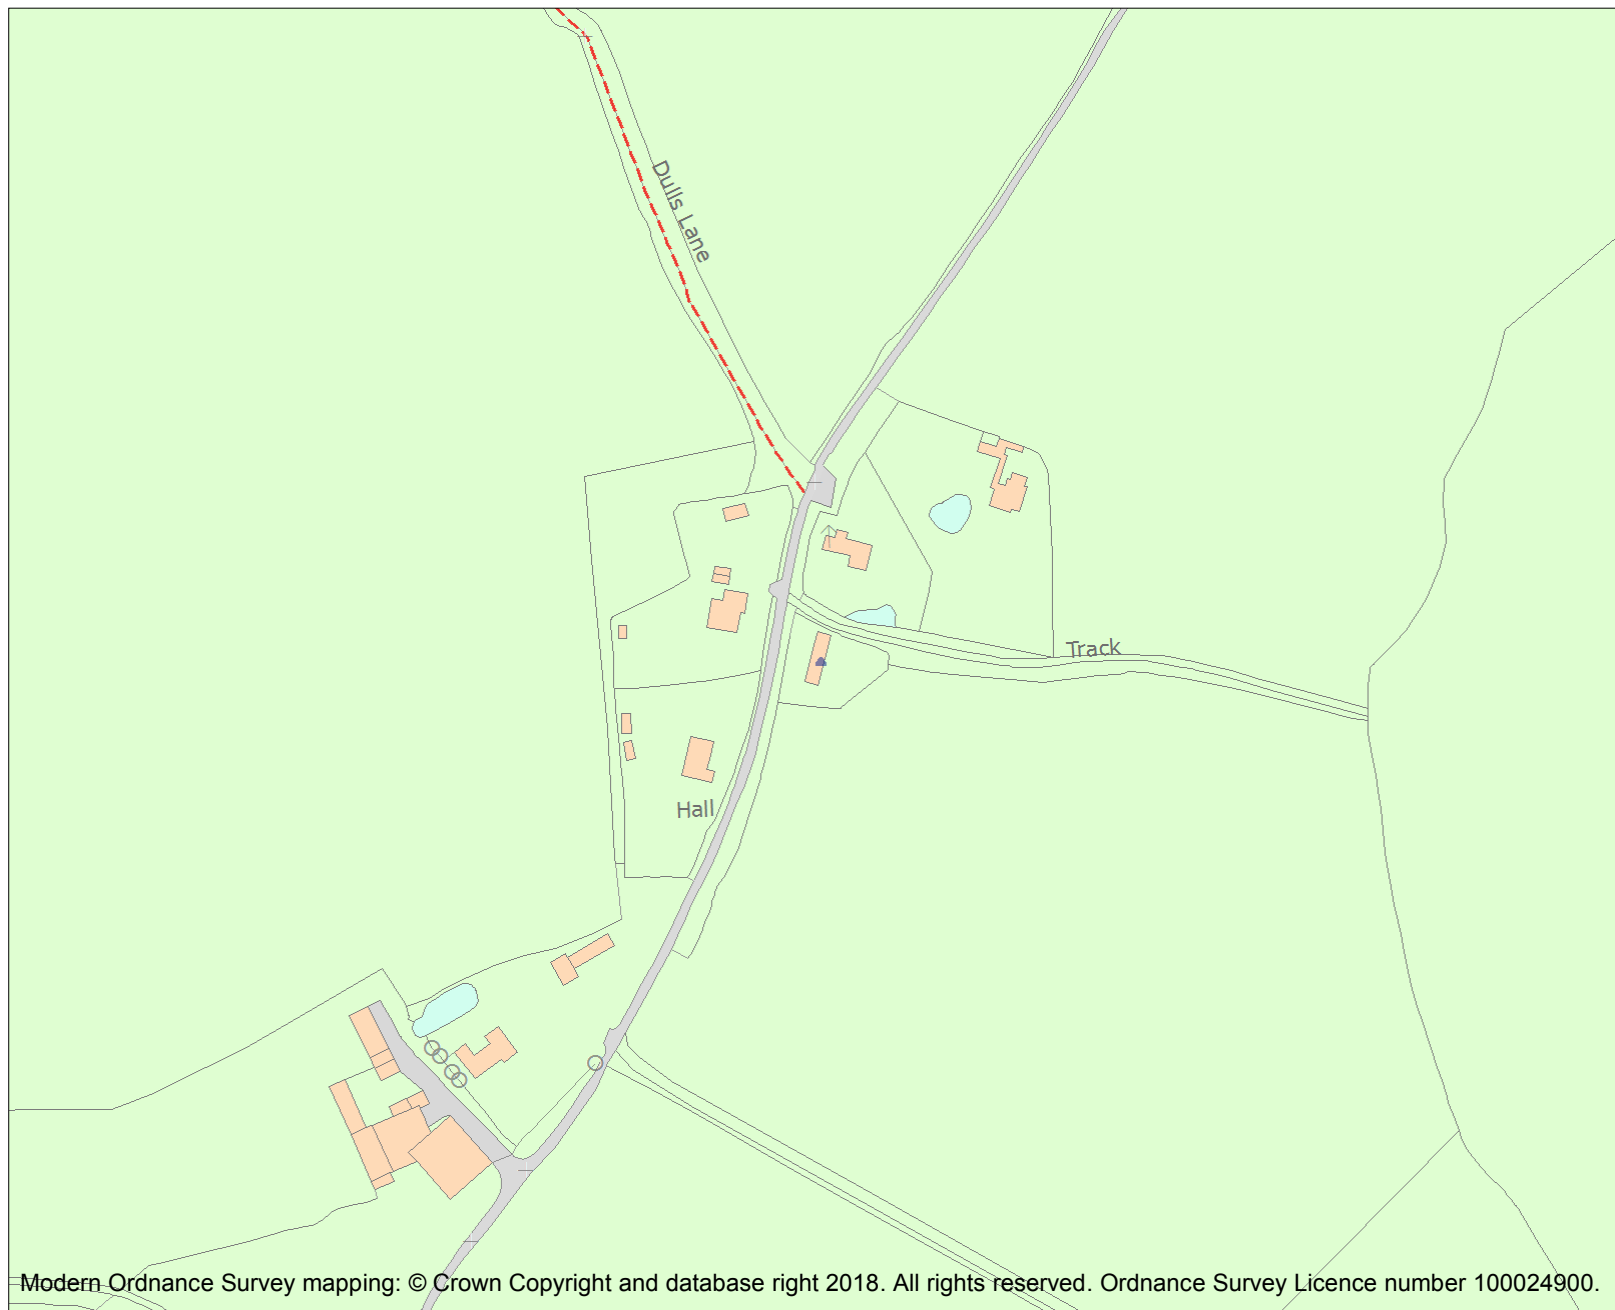 Dulls Lane
Track
Hall
Modern Ordnance Survey mapping: © Crown Copyright and database right 2018. All rights reserved. Ordnance Survey Licence number 100024900.